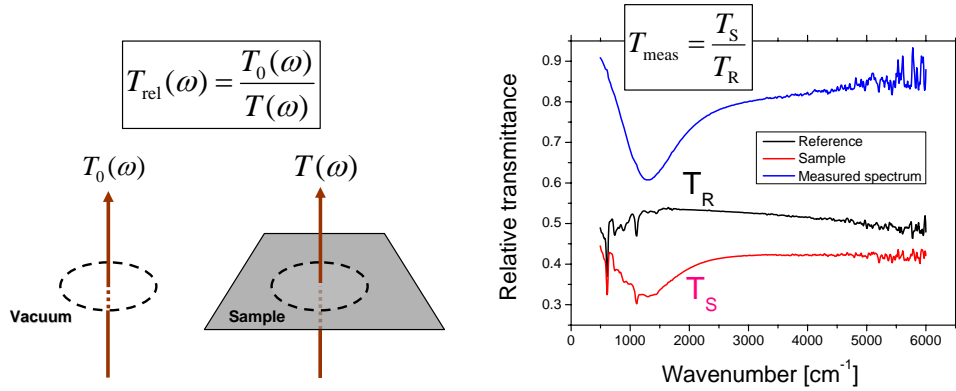 T_rel(ω) = T_0(ω) / T(ω)
T_0(ω)
T(ω)
Vacuum
Sample
T_meas = T_S / T_R
Relative transmittance
0.9
0.8
0.7
0.6
0.5
0.4
0.3
Reference
Sample
Measured spectrum
T_R
T_S
0 1000 2000 3000 4000 5000 6000
Wavenumber [cm⁻¹]